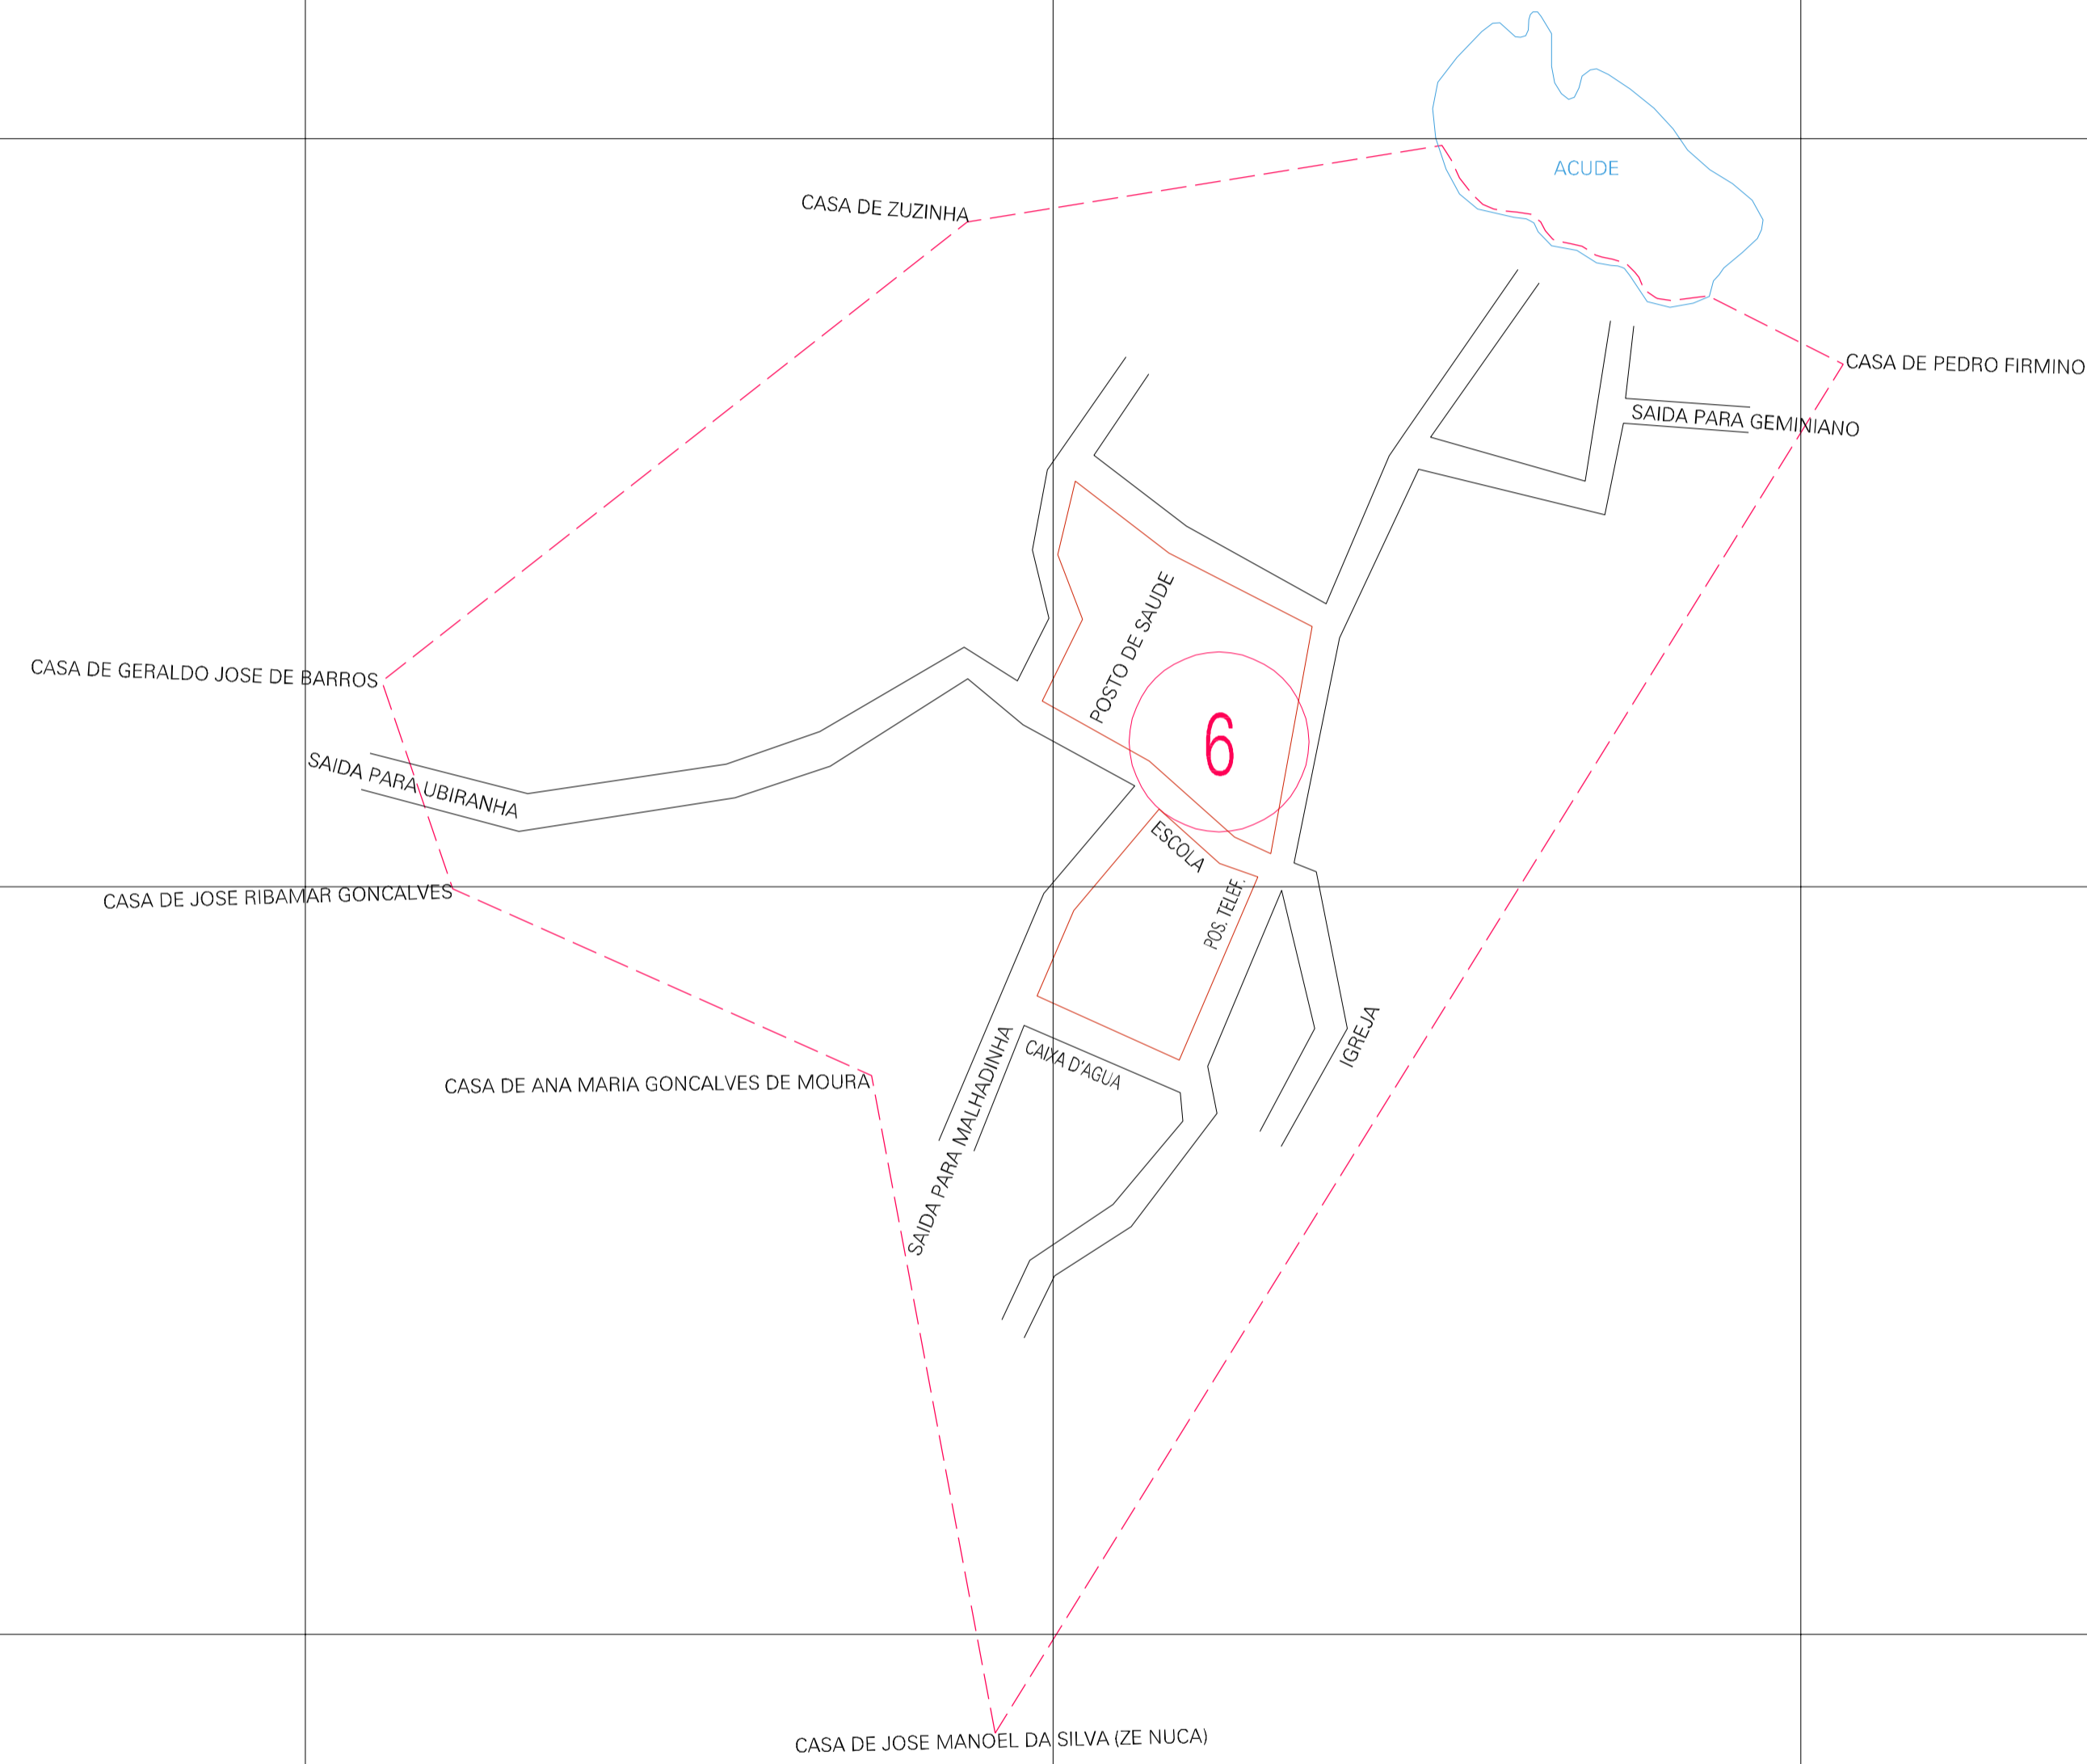 ACUDE
CASA DE ZUZINHA
CASA DE PEDRO FIRMINO
SAIDA PARA GEMINIANO
POSTO DE SAUDE
CASA DE GERALDO JOSE DE BARROS
6
SAIDA PARA UBIRANHA
ESCOLA
CASA DE JOSE RIBAMAR GONCALVES
POS. TELEF.
IGREJA
CAIXA D'AGUA
CASA DE ANA MARIA GONCALVES DE MOURA
SAIDA PARA MALHADINHA
CASA DE JOSE MANOEL DA SILVA (ZE NUCA)